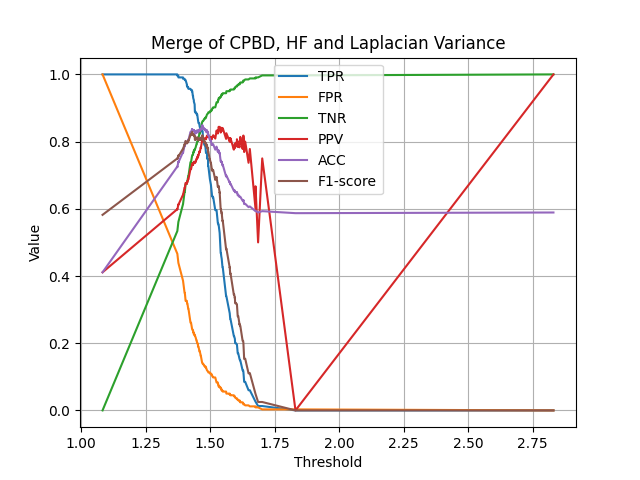 Merge of CPBD, HF and Laplacian Variance
1.0
0.8
0.6
0.4
0.2
0.0
Value
TPR
FPR
TNR
PPV
ACC
F1-score
1.00 1.25 1.50 1.75 2.00 2.25 2.50 2.75
Threshold